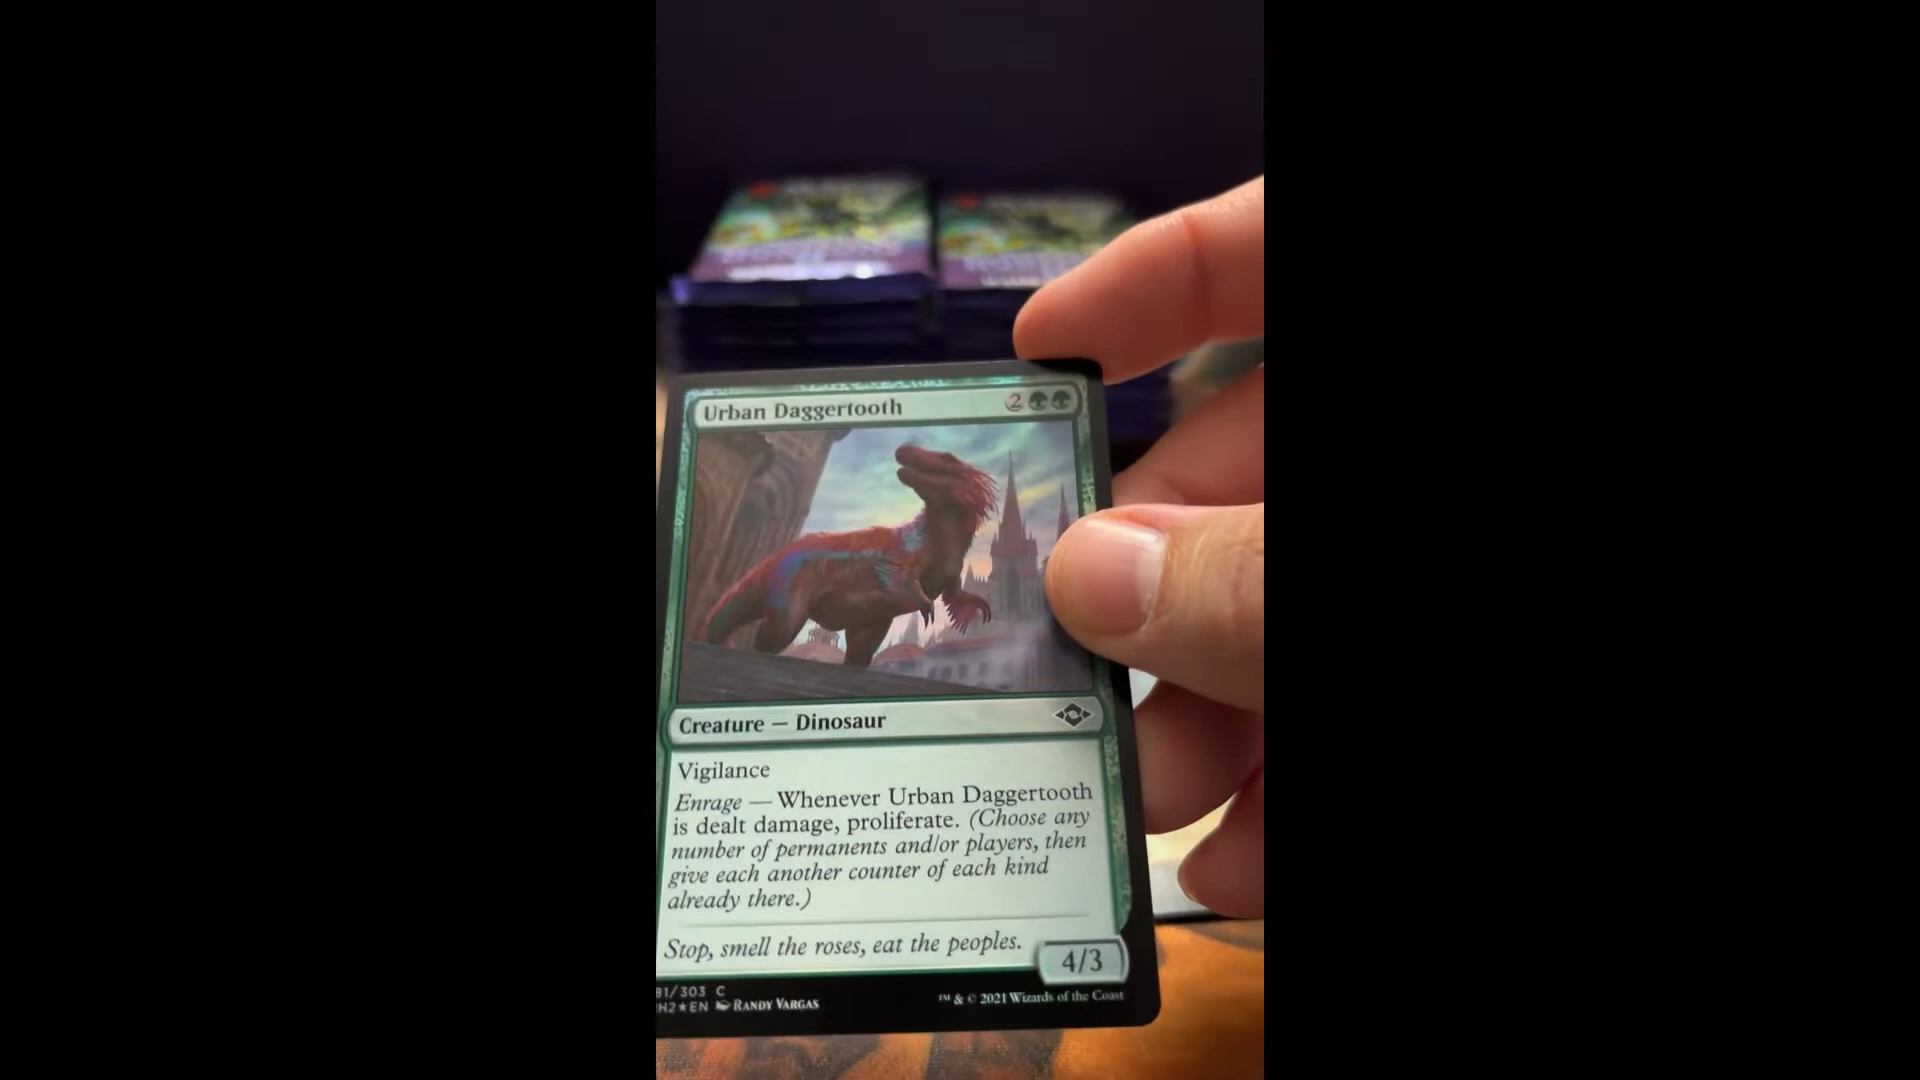 Urban Daggertooth 2
Creature — Dinosaur
Vigilance
Enrage — Whenever Urban Daggertooth
is dealt damage, proliferate. (Choose any
number of permanents and/or players, then
give each another counter of each kind
already there.)
Stop, smell the roses, eat the peoples.
4/3
81/303 C
H2★EN RANDY VARGAS
™ & © 2021 Wizards of the Coast